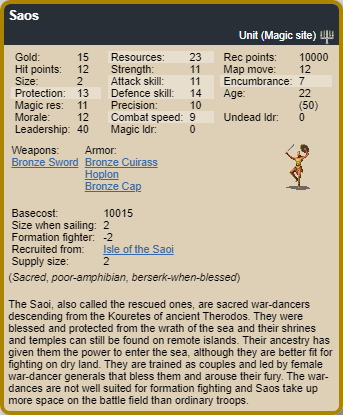 Saos
Unit (Magic site)
Gold: 15 Resources: 23 Rec points: 10000
Hit points: 12 Strength: 11 Map move: 12
Size: 2 Attack skill: 11 Encumbrance: 7
Protection: 13 Defence skill: 14 Age: 22
Magic res: 11 Precision: 10 (50)
Morale: 12 Combat speed: 9 Undead ldr: 0
Leadership: 40 Magic ldr: 0
Weapons: Armor:
Bronze Sword Bronze Cuirass
Hoplon
Bronze Cap
Basecost: 10015
Size when sailing: 2
Formation fighter: -2
Recruited from: Isle of the Saoi
Supply size: 2
(Sacred, poor-amphibian, berserk-when-blessed)
The Saoi, also called the rescued ones, are sacred war-dancers
descending from the Kouretes of ancient Therodos. They were
blessed and protected from the wrath of the sea and their shrines
and temples can still be found on remote islands. Their ancestry has
given them the power to enter the sea, although they are better fit for
fighting on dry land. They are trained as couples and led by female
war-dancer generals that bless them and arouse their fury. The war-
dances are not well suited for formation fighting and Saos take up
more space on the battle field than ordinary troops.